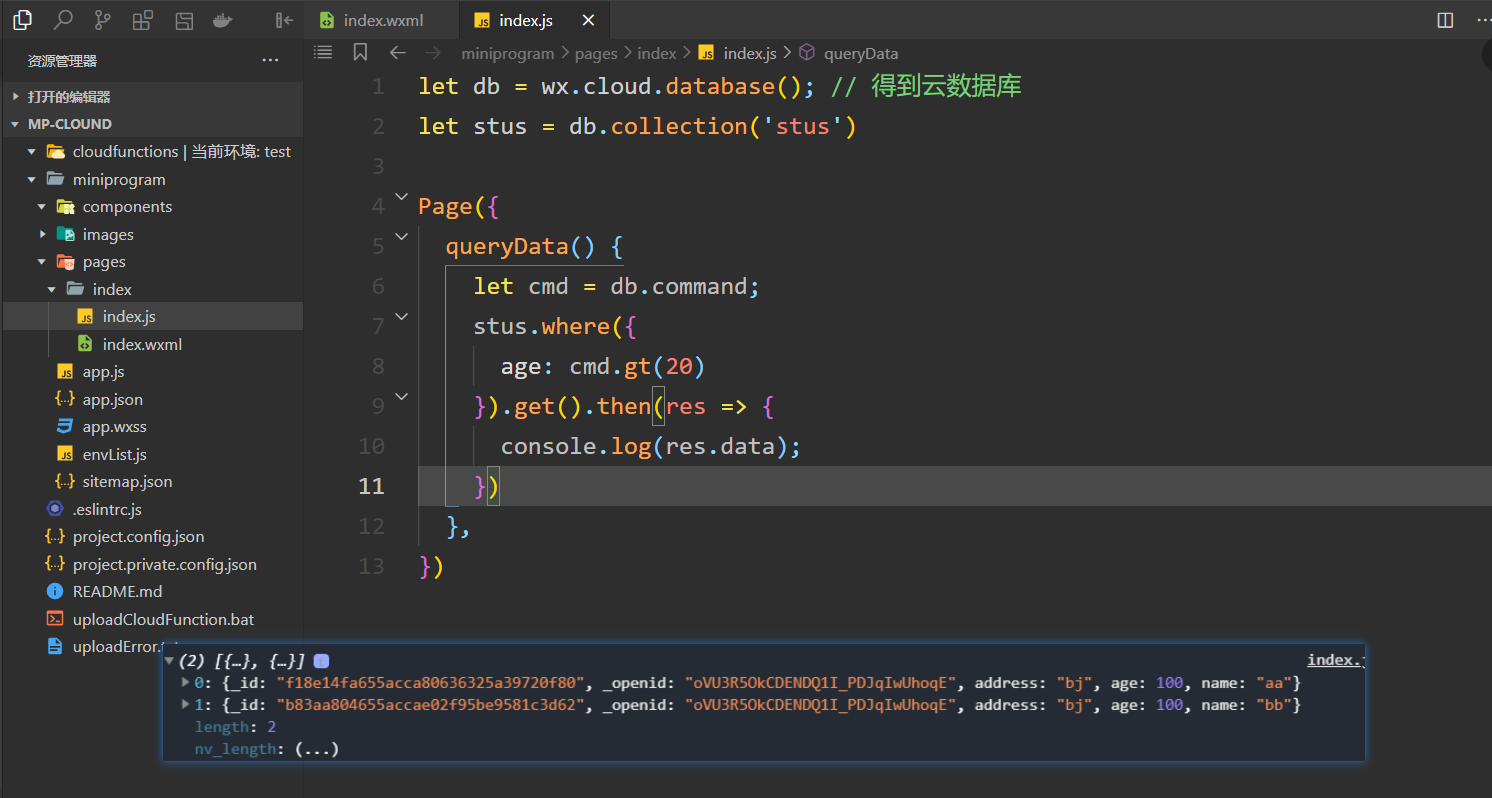 index.wxml
index.js
资源管理器
miniprogram
pages
index
index.js
queryData
打开的编辑器
MP-CLOUND
cloudfunctions | 当前环境: test
miniprogram
components
images
pages
index
index.js
index.wxml
app.js
app.json
app.wxss
envList.js
sitemap.json
.eslintrc.js
project.config.json
project.private.config.json
README.md
uploadCloudFunction.bat
1 let db = wx.cloud.database(); // 得到云数据库
2 let stus = db.collection('stus')
3
4 Page({
5 queryData() {
6 let cmd = db.command;
7 stus.where({
8 age: cmd.gt(20)
9 }).get().then(res => {
10 console.log(res.data);
11 })
12 },
13 })
(2) [{…}, {…}]
0: {_id: "f18e14fa655acca80636325a39720f80", _openid: "oVU3R5OkCDENDQ1I_PDJqIwUhoqE", address: "bj", age: 100, name: "aa"}
1: {_id: "b83aa804655accae02f95be9581c3d62", _openid: "oVU3R5OkCDENDQ1I_PDJqIwUhoqE", address: "bj", age: 100, name: "bb"}
length: 2
nv_length: (...)